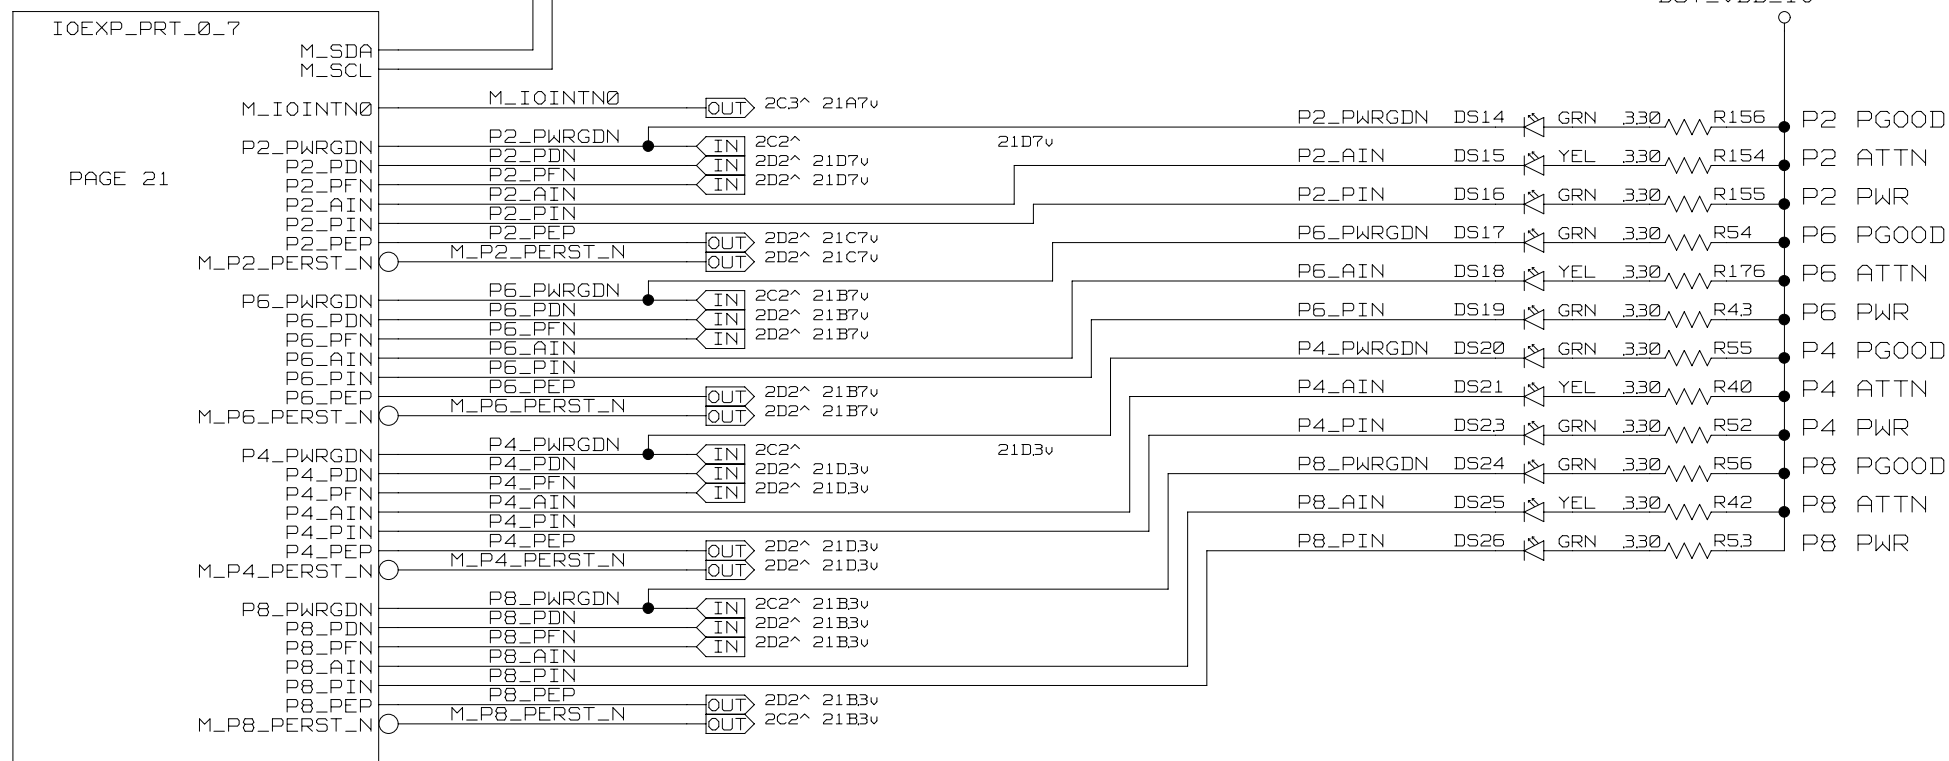 IOEXP_PRT_0_7
M_SDA
M_SCL
M_IOINTN0 M_IOINTN0 OUT 2C3^ 21A7v
P2_PWRGDN DS14 GRN 330 R156 P2 PGOOD
P2_PWRGDN P2_PWRGDN IN 2C2^ 21D7v
P2_PDN P2_PDN IN 2D2^ 21D7v
P2_AIN DS15 YEL 330 R154 P2 ATTN
PAGE 21
P2_PFN P2_PFN IN 2D2^ 21D7v
P2_AIN P2_AIN
P2_PIN DS16 GRN 330 R155 P2 PWR
P2_PIN P2_PIN
P2_PEP P2_PEP OUT 2D2^ 21C7v
P6_PWRGDN DS17 GRN 330 R54 P6 PGOOD
M_P2_PERST_N M_P2_PERST_N OUT 2D2^ 21C7v
P6_AIN DS18 YEL 330 R176 P6 ATTN
P6_PWRGDN P6_PWRGDN IN 2C2^ 21B7v
P6_PDN P6_PDN IN 2D2^ 21B7v
P6_PIN DS19 GRN 330 R43 P6 PWR
P6_PFN P6_PFN IN 2D2^ 21B7v
P6_AIN P6_AIN
P4_PWRGDN DS20 GRN 330 R55 P4 PGOOD
P6_PIN P6_PIN
P6_PEP P6_PEP OUT 2D2^ 21B7v
P4_AIN DS21 YEL 330 R40 P4 ATTN
M_P6_PERST_N M_P6_PERST_N OUT 2D2^ 21B7v
P4_PIN DS23 GRN 330 R52 P4 PWR
P4_PWRGDN P4_PWRGDN IN 2C2^ 21D3v
P4_PDN P4_PDN IN 2D2^ 21D3v
P8_PWRGDN DS24 GRN 330 R56 P8 PGOOD
P4_PFN P4_PFN IN 2D2^ 21D3v
P4_AIN P4_AIN
P8_AIN DS25 YEL 330 R42 P8 ATTN
P4_PIN P4_PIN
P4_PEP P4_PEP OUT 2D2^ 21D3v
P8_PIN DS26 GRN 330 R53 P8 PWR
M_P4_PERST_N M_P4_PERST_N OUT 2D2^ 21D3v
P8_PWRGDN P8_PWRGDN IN 2C2^ 21B3v
P8_PDN P8_PDN IN 2D2^ 21B3v
P8_PFN P8_PFN IN 2D2^ 21B3v
P8_AIN P8_AIN
P8_PIN P8_PIN
P8_PEP P8_PEP OUT 2D2^ 21B3v
M_P8_PERST_N M_P8_PERST_N OUT 2C2^ 21B3v